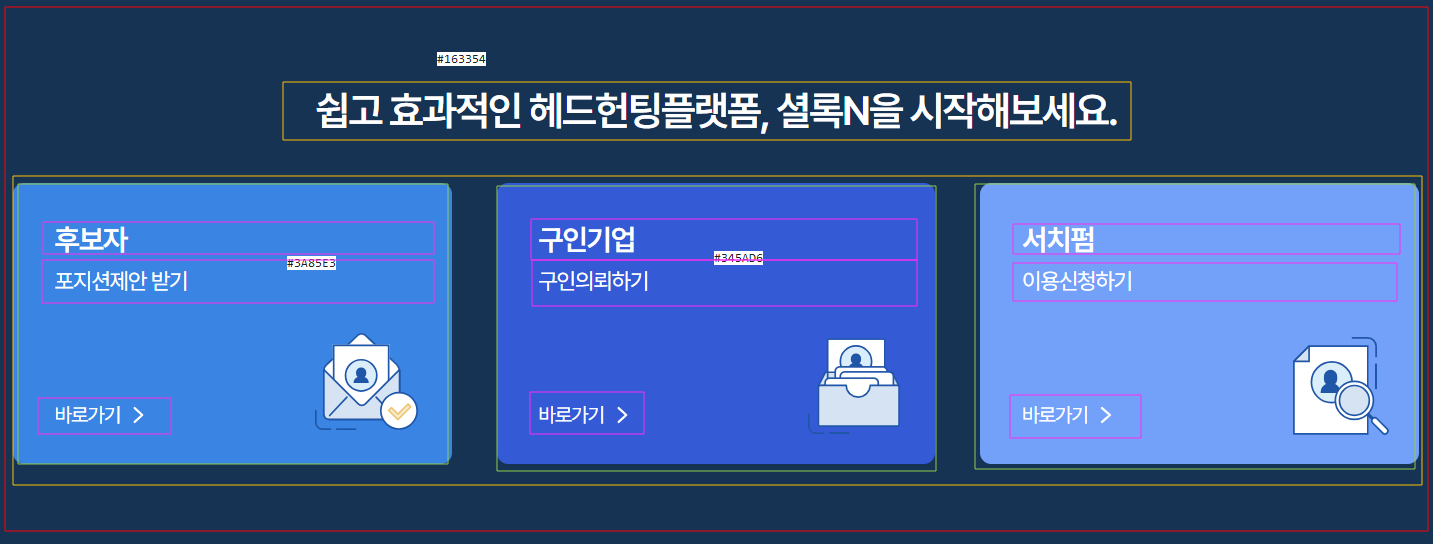 #163354
쉽고 효과적인 헤드헌팅플랫폼, 셜록N을 시작해보세요.
후보자
#3A85E3
포지션제안 받기
바로가기
구인기업
#345AD6
구인의뢰하기
바로가기
서치펌
이용신청하기
바로가기